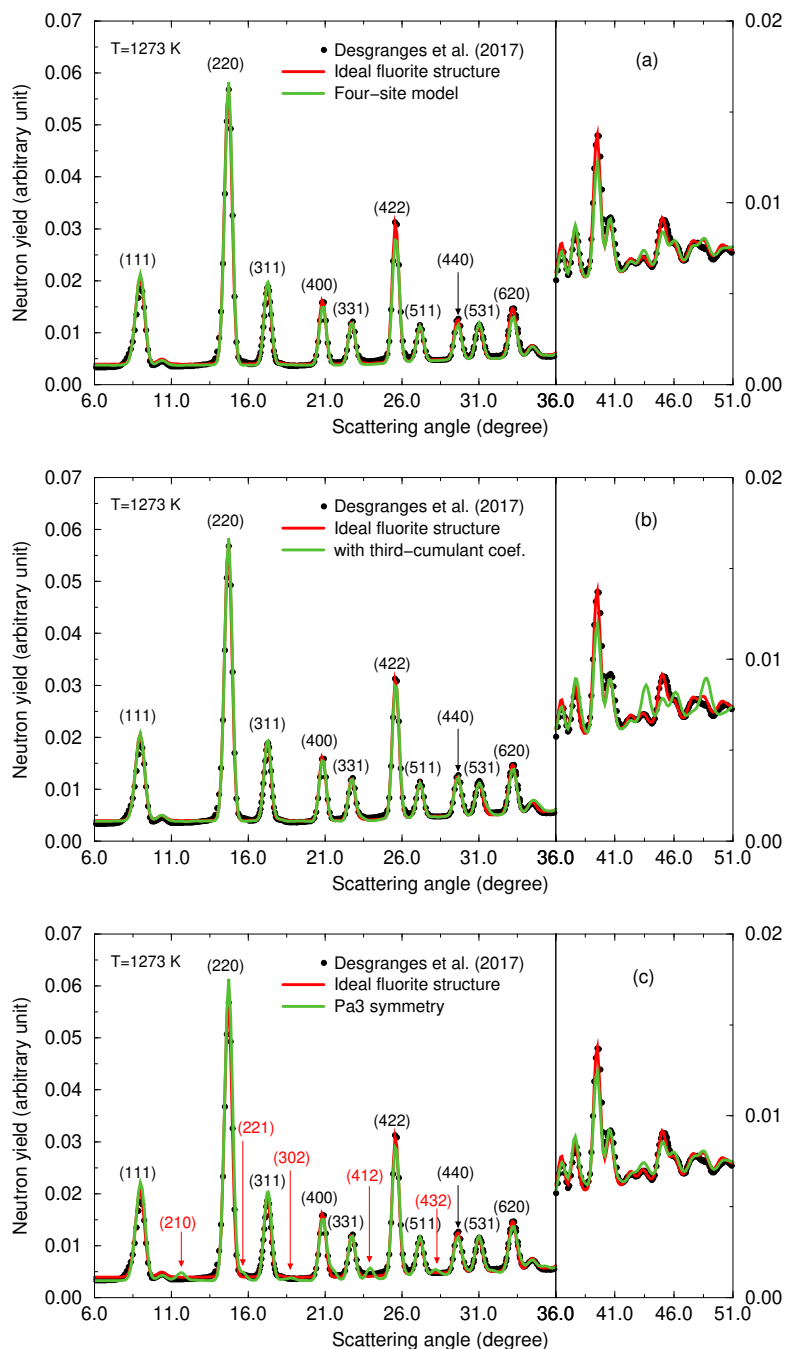 0.07
0.06
0.05
0.04
0.03
0.02
0.01
0.00
Neutron yield (arbitrary unit)
T=1273 K
Desgranges et al. (2017)
Ideal fluorite structure
Four−site model
(a)
(111)
(220)
(311)
(400)
(331)
(422)
(511)
(440)
(531)
(620)
0.02
0.01
0.00
6.0 11.0 16.0 21.0 26.0 31.0 36.0 36.0 41.0 46.0 51.0
Scattering angle (degree)
0.07
0.06
0.05
0.04
0.03
0.02
0.01
0.00
Neutron yield (arbitrary unit)
T=1273 K
Desgranges et al. (2017)
Ideal fluorite structure
with third−cumulant coef.
(b)
(111)
(220)
(311)
(400)
(331)
(422)
(511)
(440)
(531)
(620)
0.02
0.01
0.00
6.0 11.0 16.0 21.0 26.0 31.0 36.0 36.0 41.0 46.0 51.0
Scattering angle (degree)
0.07
0.06
0.05
0.04
0.03
0.02
0.01
0.00
Neutron yield (arbitrary unit)
T=1273 K
Desgranges et al. (2017)
Ideal fluorite structure
Pa3 symmetry
(c)
(111)
(210)
(220)
(221)
(311)
(302)
(400)
(331)
(412)
(422)
(511)
(432)
(440)
(531)
(620)
0.02
0.01
0.00
6.0 11.0 16.0 21.0 26.0 31.0 36.0 36.0 41.0 46.0 51.0
Scattering angle (degree)